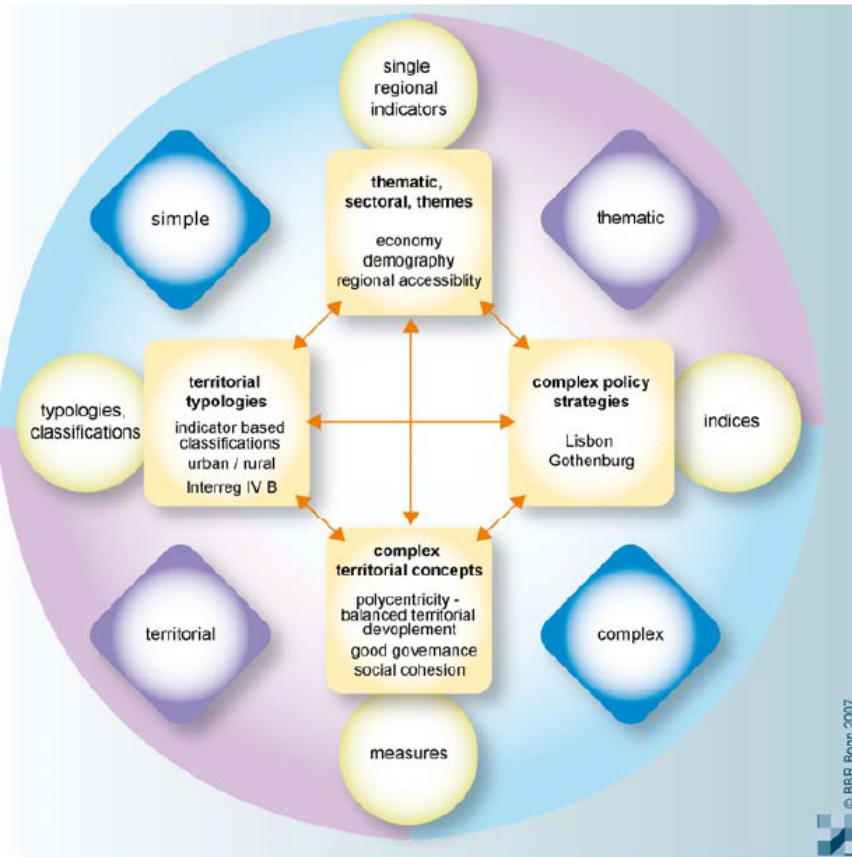 single
regional
indicators
thematic,
sectoral, themes
economy
demography
regional accessiblity
simple
thematic
typologies,
classifications
territorial
typologies
indicator based
classifications
urban / rural
Interreg IV B
complex policy
strategies
Lisbon
Gothenburg
indices
complex
territorial concepts
polycentricity -
balanced territorial
devoplement
good governance
social cohesion
territorial
complex
measures
© BBR Bonn 2007